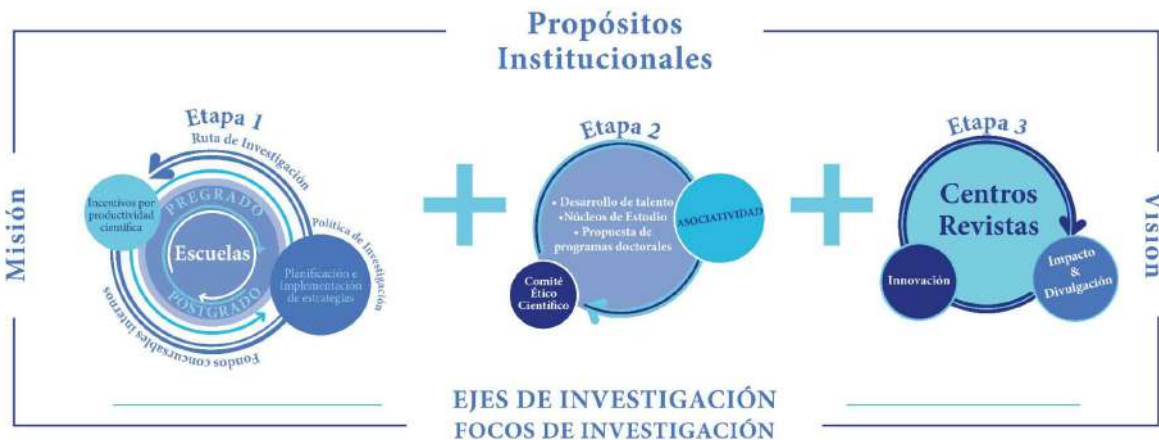 Propósitos
Institucionales
Misión
Etapa 1
Ruta de Investigación
Incentivos por
productividad
científica
PREGRADO
Escuelas
POSTGRADO
Política de Investigación
Planificación e
implementación
de estrategias
Fondos concursables internos
Etapa 2
• Desarrollo de talento
•Núcleos de Estudio
• Propuesta de
programas doctorales
ASOCIATIVIDAD
Comité
Ético
Científico
Etapa 3
Centros
Revistas
Innovación
Impacto
&
Divulgación
Visión
EJES DE INVESTIGACIÓN
FOCOS DE INVESTIGACIÓN